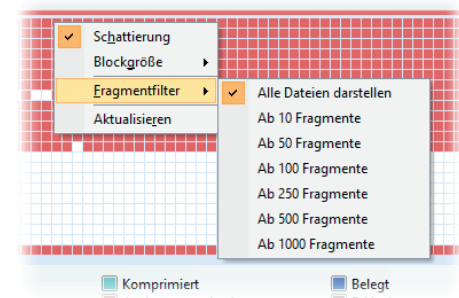 Schattierung
Blockgröße
Fragmentfilter
Alle Dateien darstellen
Aktualisieren
Ab 10 Fragmente
Ab 50 Fragmente
Ab 100 Fragmente
Ab 250 Fragmente
Ab 500 Fragmente
Ab 1000 Fragmente
Komprimiert
Belegt